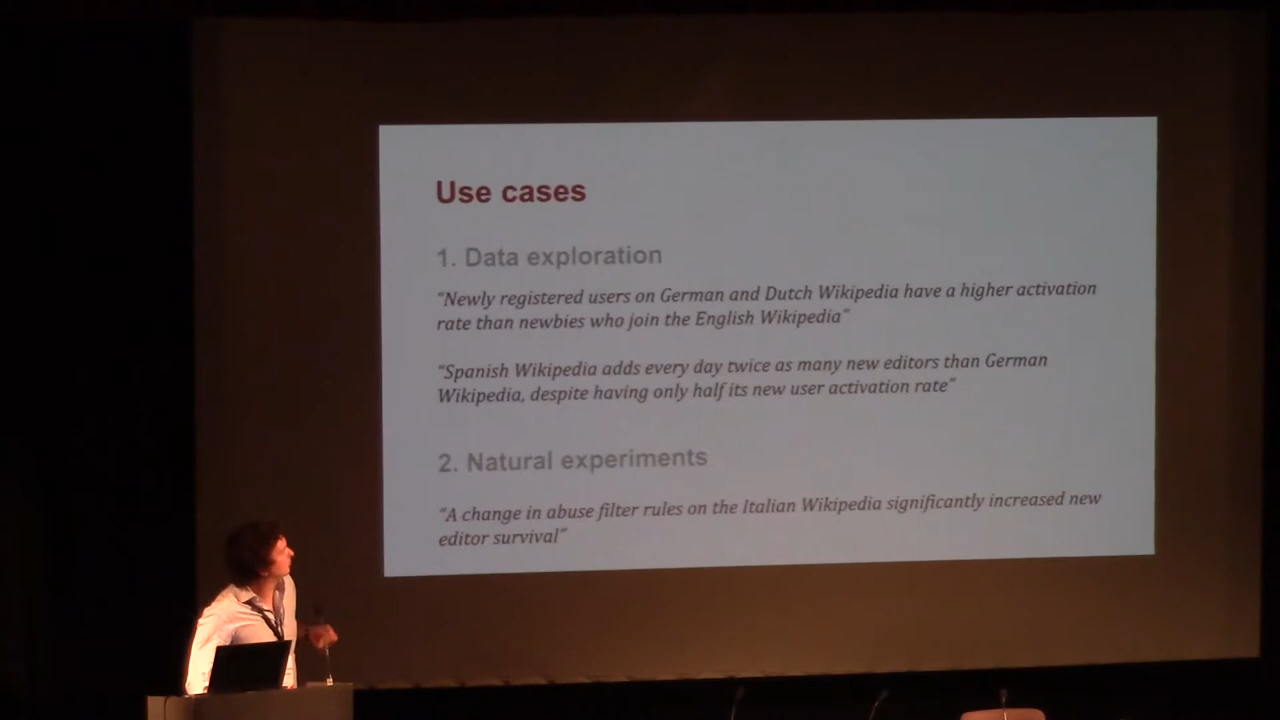 Use cases
1. Data exploration
"Newly registered users on German and Dutch Wikipedia have a higher activation
rate than newbies who join the English Wikipedia"
"Spanish Wikipedia adds every day twice as many new editors than German
Wikipedia, despite having only half its new user activation rate"
2. Natural experiments
"A change in abuse filter rules on the Italian Wikipedia significantly increased new
editor survival"